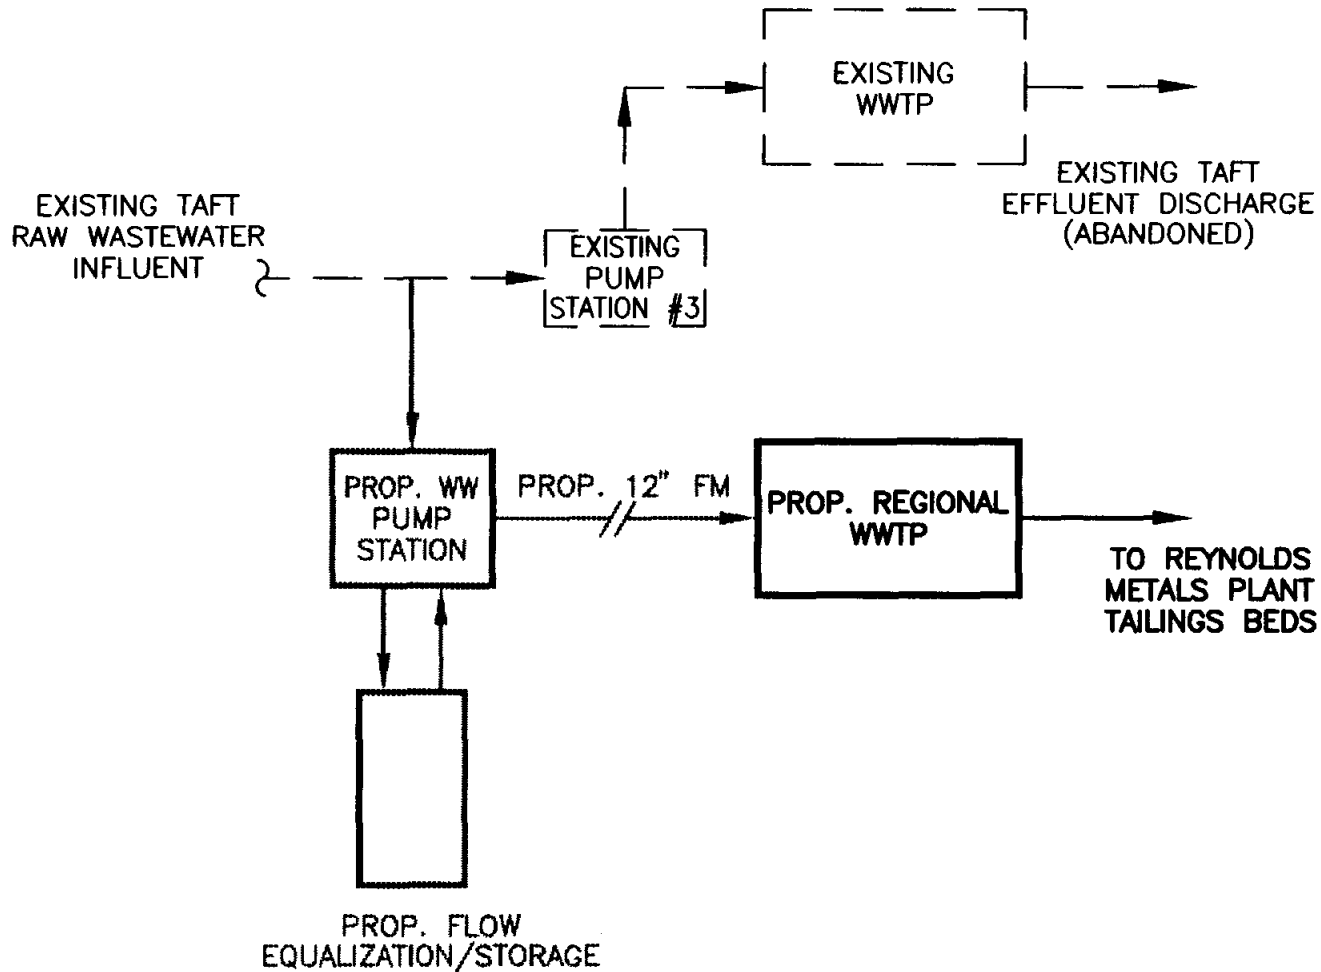 EXISTING
WWTP
EXISTING TAFT
EFFLUENT DISCHARGE
(ABANDONED)
EXISTING TAFT
RAW WASTEWATER
INFLUENT
EXISTING
PUMP
STATION #3
PROP. WW
PUMP
STATION
PROP. 12" FM
PROP. REGIONAL
WWTP
TO REYNOLDS
METALS PLANT
TAILINGS BEDS
PROP. FLOW
EQUALIZATION/STORAGE